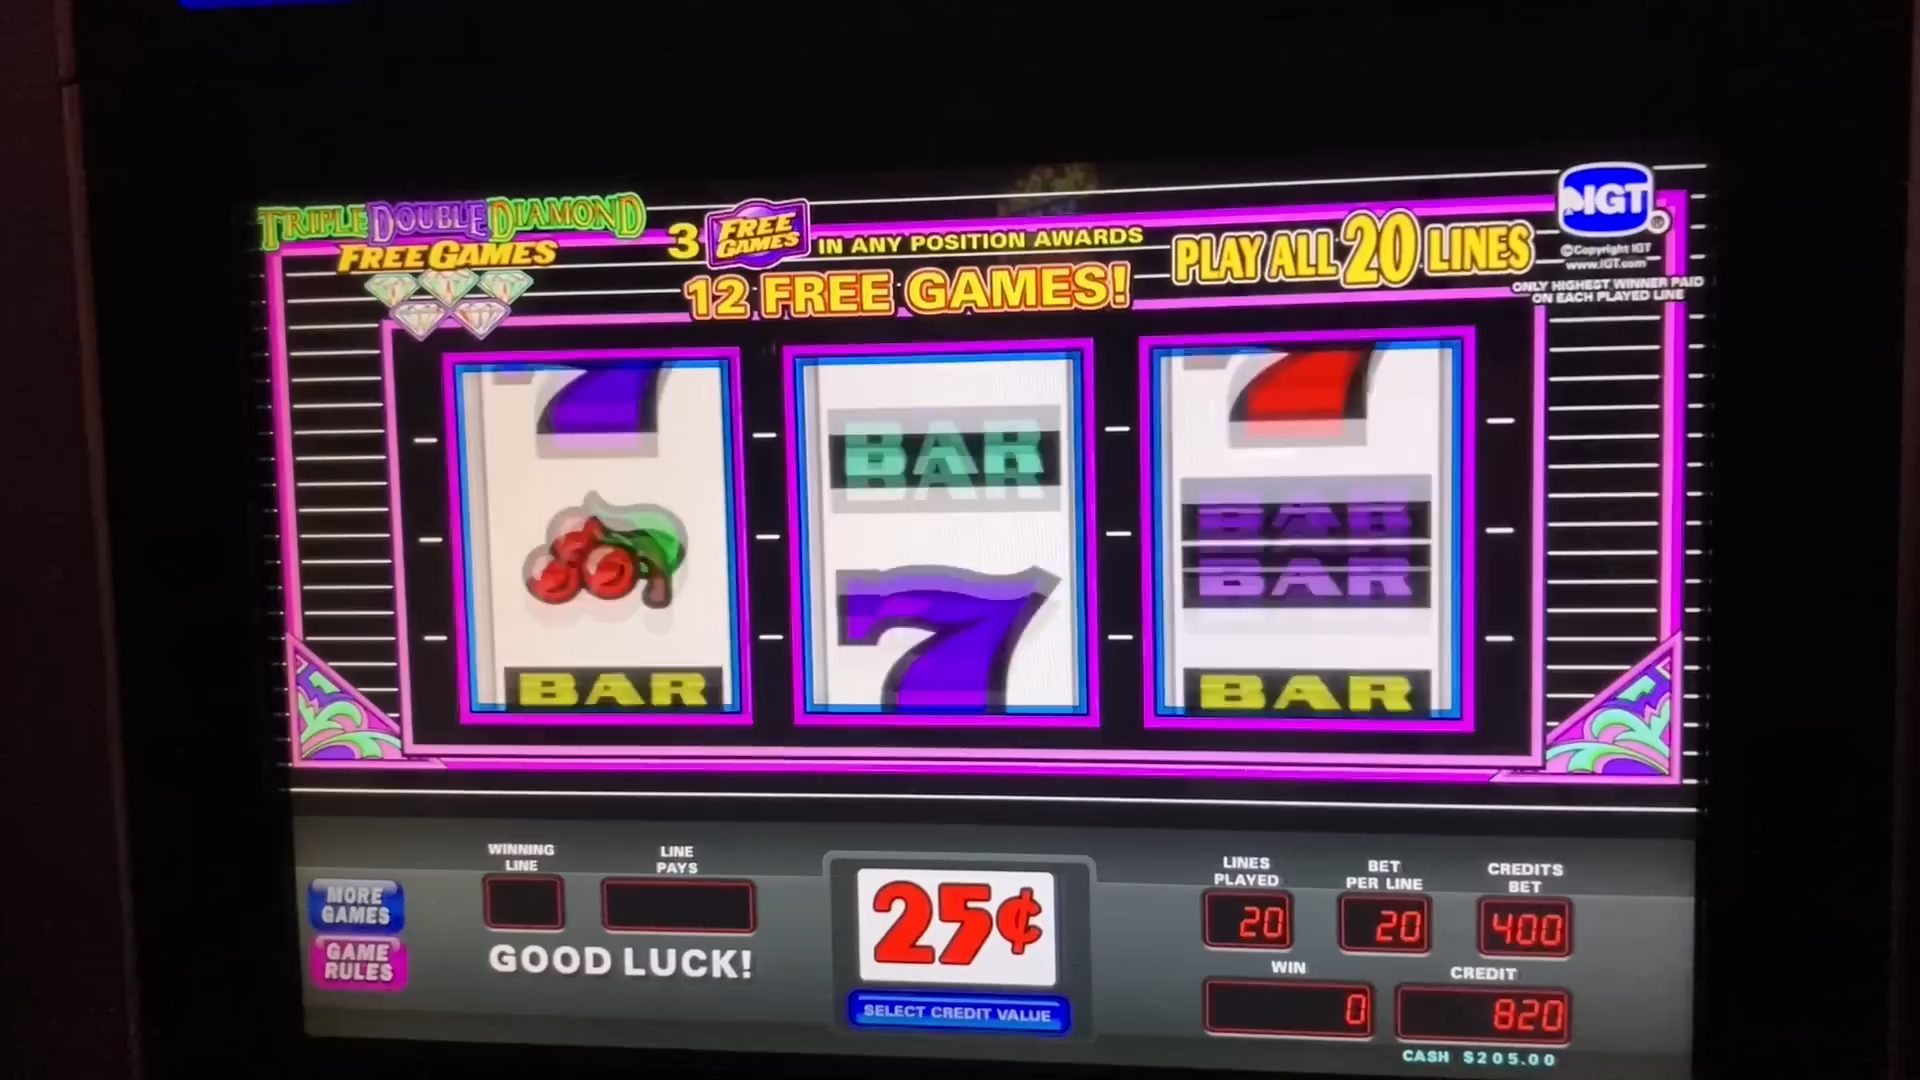 TRIPLE DOUBLE DIAMOND
FREE GAMES
3 FREE GAMES IN ANY POSITION AWARDS
12 FREE GAMES!
PLAY ALL 20 LINES
IGT
®
©Copyright IGT
www.IGT.com
ONLY HIGHEST WINNER PAID
ON EACH PLAYED LINE
7
BAR
7
BAR
7
BAR
BAR
BAR
MORE
GAMES
GAME
RULES
WINNING
LINE
LINE
PAYS
GOOD LUCK!
25¢
SELECT CREDIT VALUE
LINES
PLAYED
20
BET
PER LINE
20
CREDITS
BET
400
WIN
0
CREDIT
820
CASH $205.00